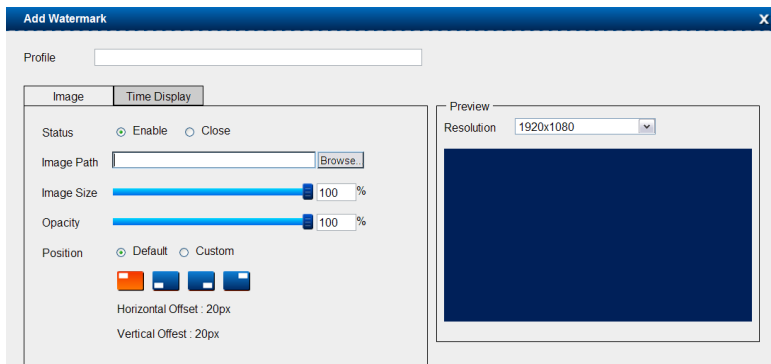 Add Watermark X
Profile
Image Time Display
Status Enable Close
Image Path Browse..
Image Size 100 %
Opacity 100 %
Position Default Custom
Horizontal Offset : 20px
Vertical Offest : 20px
Preview
Resolution 1920x1080